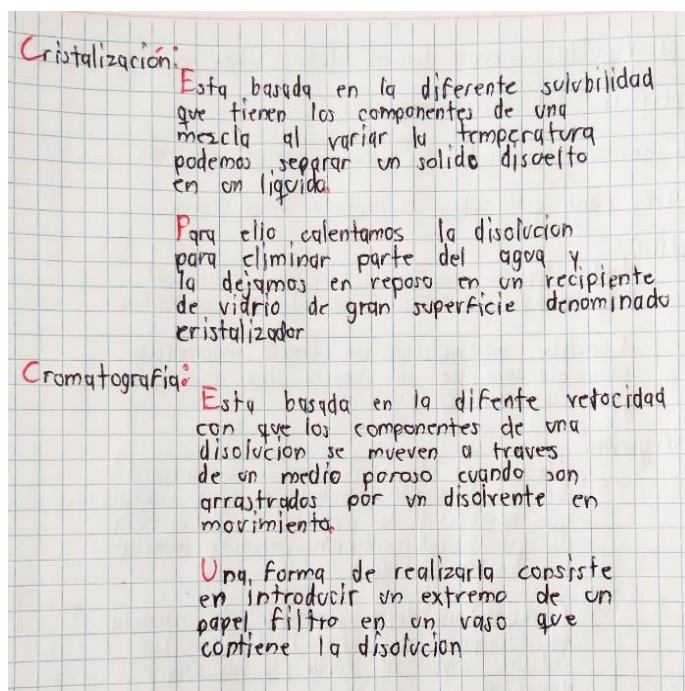 Cristalización:
Esta basada en la diferente solubilidad
que tienen los componentes de una
mezcla al variar la temperatura
podemos separar un solido disuelto
en un liquido.
Para ello, calentamos la disolucion
para eliminar parte del agua y
la dejamos en reposo en un recipiente
de vidrio de gran superficie denominado
cristalizador
Cromatografia:
Esta basada en la difente velocidad
con que los componentes de una
disolucion se mueven a traves
de un medio poroso cuando son
arrastrados por un disolvente en
movimiento.
Una, forma de realizarla consiste
en introducir un extremo de un
papel filtro en un vaso que
contiene la disolucion